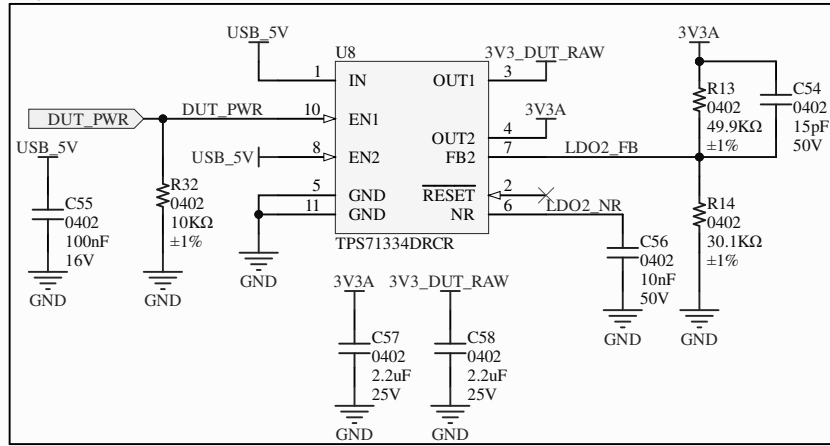 USB_5V
U8
3V3_DUT_RAW
3V3A
1
IN
OUT1
3
R13
0402
49.9KΩ
±1%
C54
0402
15pF
50V
DUT_PWR
DUT_PWR
10
EN1
3V3A
OUT2
4
USB_5V
8
EN2
FB2
7
LDO2_FB
USB_5V
R32
0402
10KΩ
±1%
5
GND
RESET
2
11
GND
NR
6
LDO2_NR
R14
0402
30.1KΩ
±1%
C55
0402
100nF
16V
TPS71334DRCR
C56
0402
10nF
50V
GND
GND
GND
3V3A
3V3_DUT_RAW
GND
GND
C57
0402
2.2uF
25V
C58
0402
2.2uF
25V
GND
GND